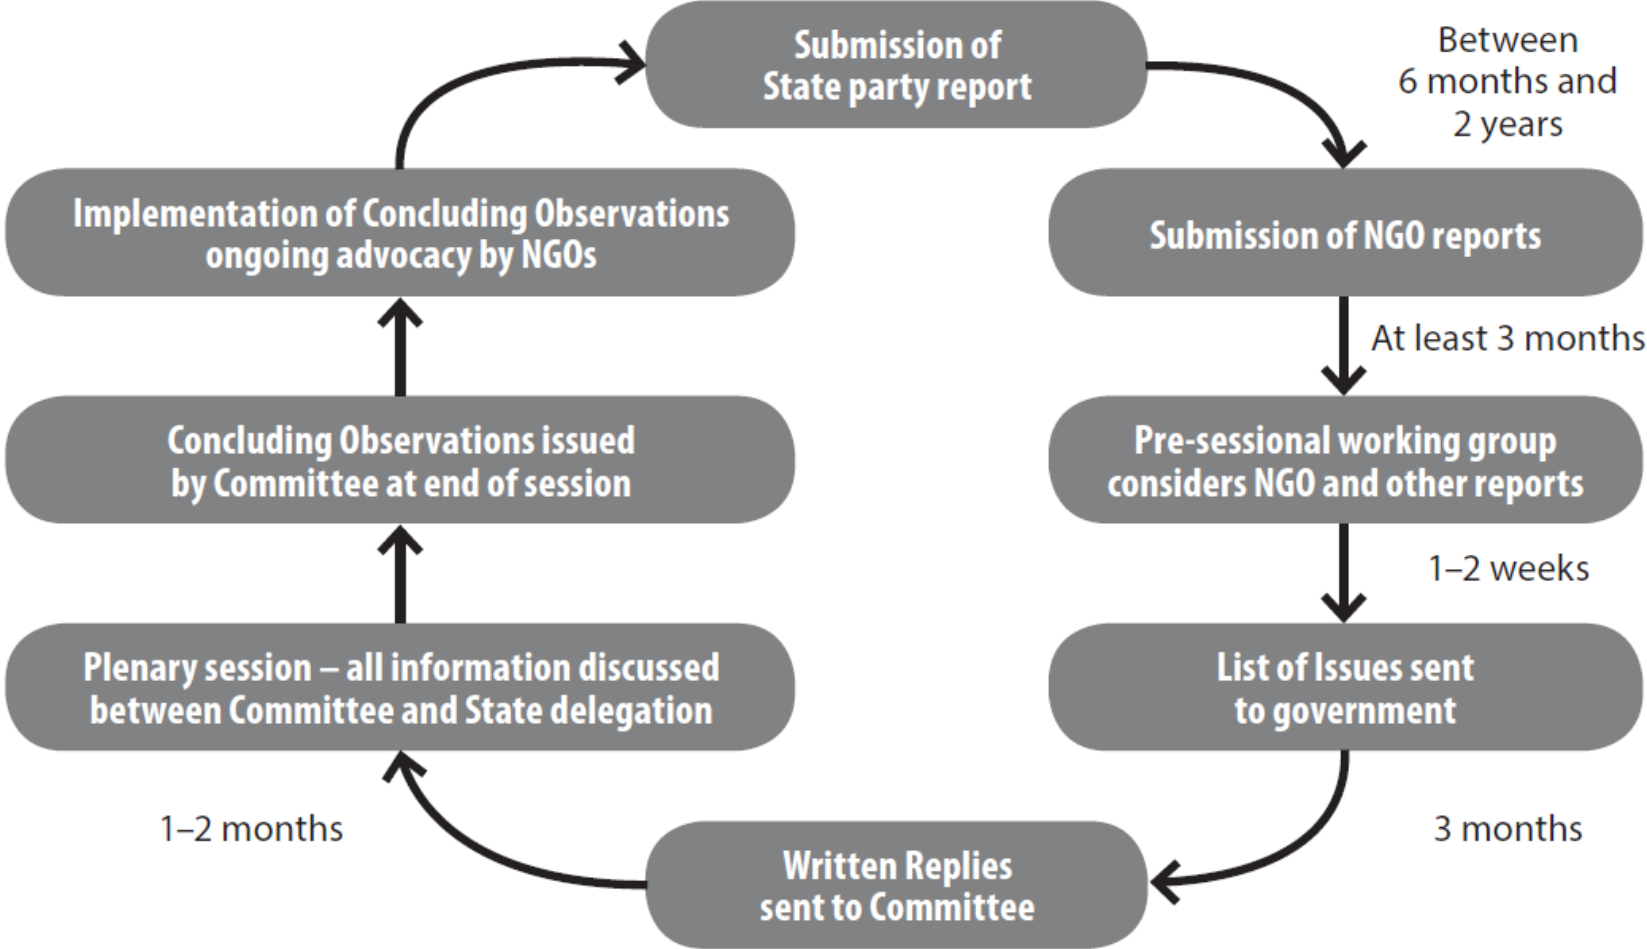 Submission of
State party report
Between
6 months and
2 years
Submission of NGO reports
At least 3 months
Pre-sessional working group
considers NGO and other reports
1–2 weeks
List of Issues sent
to government
3 months
Written Replies
sent to Committee
1–2 months
Plenary session – all information discussed
between Committee and State delegation
Concluding Observations issued
by Committee at end of session
Implementation of Concluding Observations
ongoing advocacy by NGOs